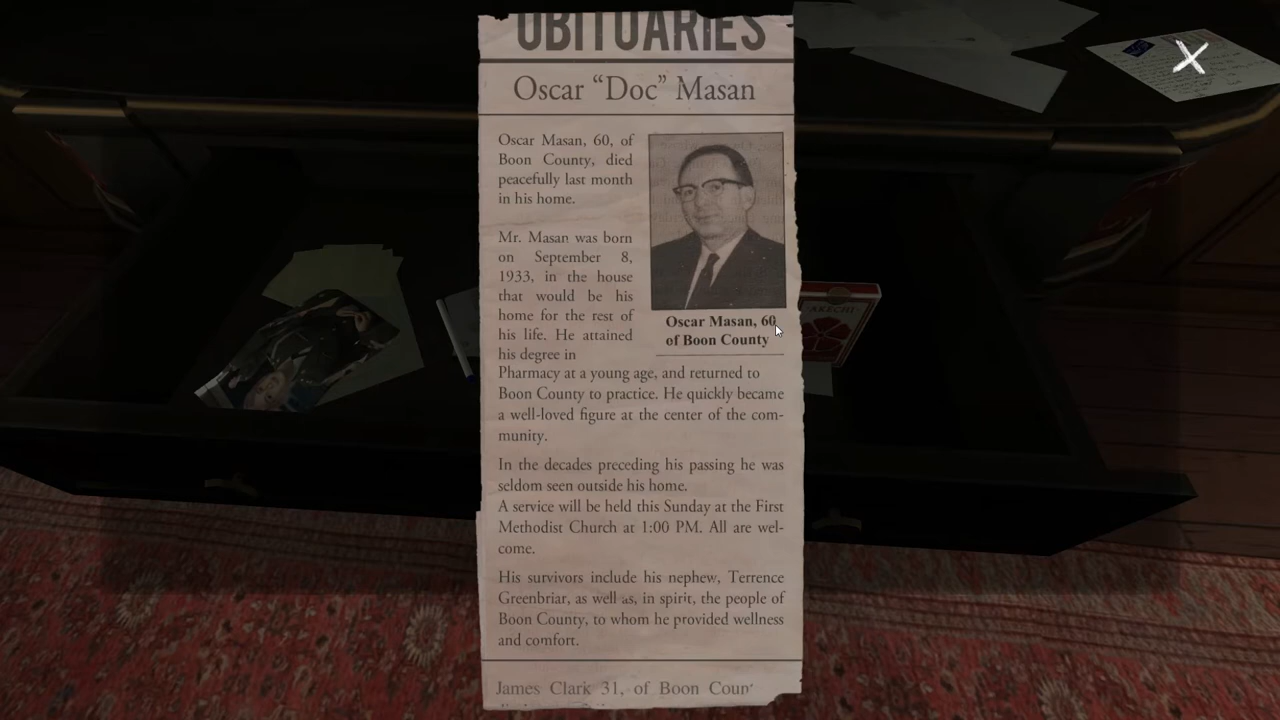 OBITUARIES
Oscar “Doc” Masan
Oscar Masan, 60, of
Boon County, died
peacefully last month
in his home.
Mr. Masan was born
on September 8,
1933, in the house
that would be his
home for the rest of
his life. He attained
his degree in
Pharmacy at a young age, and returned to
Boon County to practice. He quickly became
a well-loved figure at the center of the com-
munity.
In the decades preceding his passing he was
seldom seen outside his home.
A service will be held this Sunday at the First
Methodist Church at 1:00 PM. All are wel-
come.
His survivors include his nephew, Terrence
Greenbriar, as well as, in spirit, the people of
Boon County, to whom he provided wellness
and comfort.
Oscar Masan, 60
of Boon County
James Clark 31, of Boon Coun
ARECHI